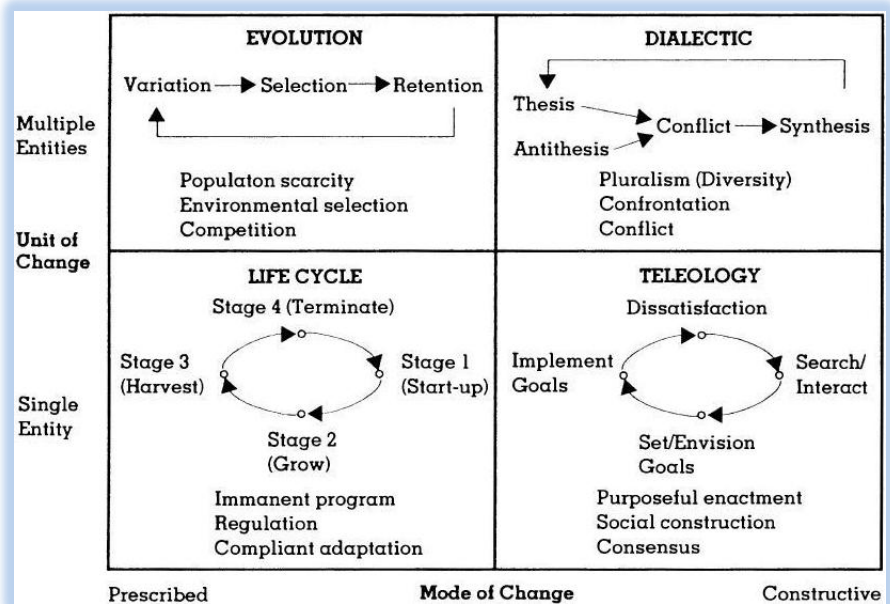 EVOLUTION
Variation Selection Retention
Populaton scarcity
Environmental selection
Competition
DIALECTIC
Thesis
Antithesis
Conflict Synthesis
Pluralism (Diversity)
Confrontation
Conflict
Multiple
Entities
Unit of
Change
Single
Entity
LIFE CYCLE
Stage 4 (Terminate)
Stage 3
(Harvest)
Stage 1
(Start-up)
Stage 2
(Grow)
Immanent program
Regulation
Compliant adaptation
TELEOLOGY
Dissatisfaction
Implement
Goals
Search/
Interact
Set/Envision
Goals
Purposeful enactment
Social construction
Consensus
Prescribed Mode of Change Constructive